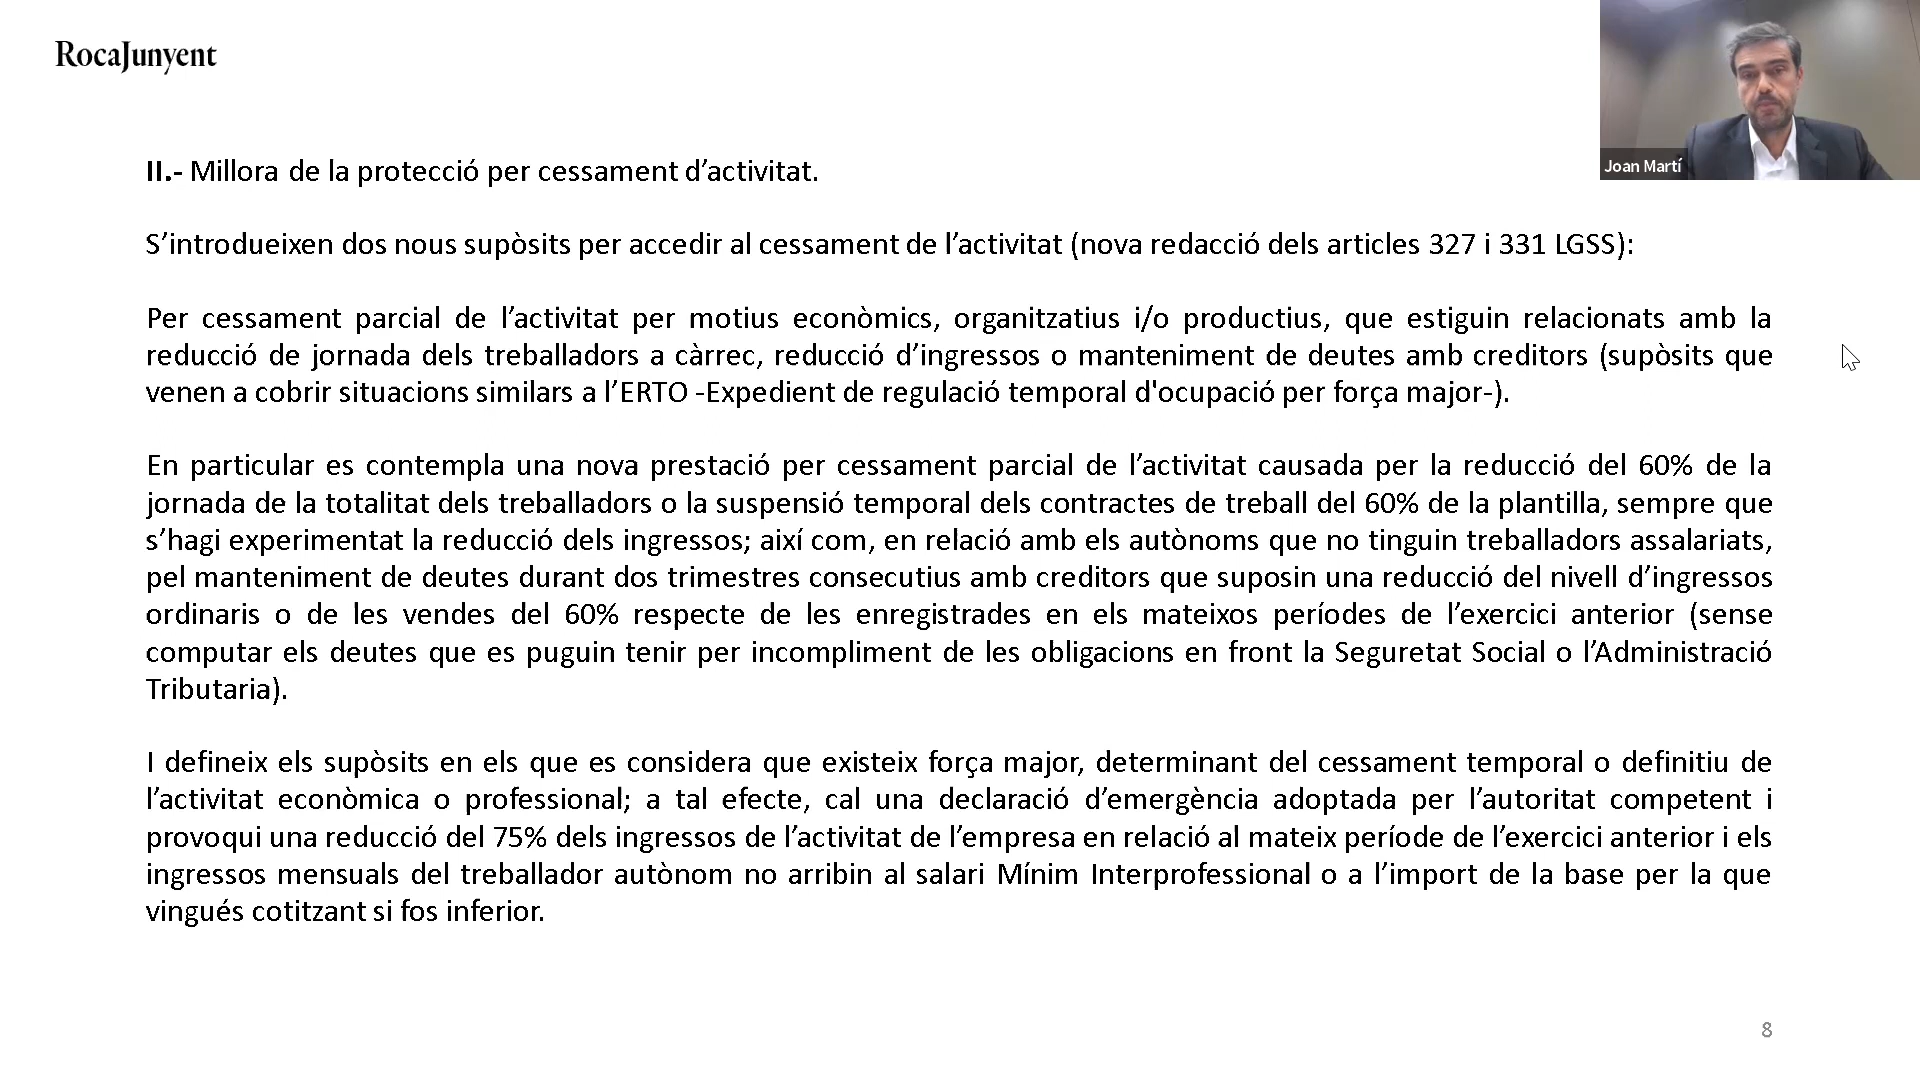 RocaJunyent
Joan Martí
II.- Millora de la protecció per cessament d’activitat.
S’introdueixen dos nous supòsits per accedir al cessament de l’activitat (nova redacció dels articles 327 i 331 LGSS):
Per cessament parcial de l’activitat per motius econòmics, organitzatius i/o productius, que estiguin relacionats amb la
reducció de jornada dels treballadors a càrrec, reducció d’ingressos o manteniment de deutes amb creditors (supòsits que
venen a cobrir situacions similars a l’ERTO -Expedient de regulació temporal d'ocupació per força major-).
En particular es contempla una nova prestació per cessament parcial de l’activitat causada per la reducció del 60% de la
jornada de la totalitat dels treballadors o la suspensió temporal dels contractes de treball del 60% de la plantilla, sempre que
s’hagi experimentat la reducció dels ingressos; així com, en relació amb els autònoms que no tinguin treballadors assalariats,
pel manteniment de deutes durant dos trimestres consecutius amb creditors que suposin una reducció del nivell d’ingressos
ordinaris o de les vendes del 60% respecte de les enregistrades en els mateixos períodes de l’exercici anterior (sense
computar els deutes que es puguin tenir per incompliment de les obligacions en front la Seguretat Social o l’Administració
Tributaria).
I defineix els supòsits en els que es considera que existeix força major, determinant del cessament temporal o definitiu de
l’activitat econòmica o professional; a tal efecte, cal una declaració d’emergència adoptada per l’autoritat competent i
provoqui una reducció del 75% dels ingressos de l’activitat de l’empresa en relació al mateix període de l’exercici anterior i els
ingressos mensuals del treballador autònom no arribin al salari Mínim Interprofessional o a l’import de la base per la que
vingués cotitzant si fos inferior.
8